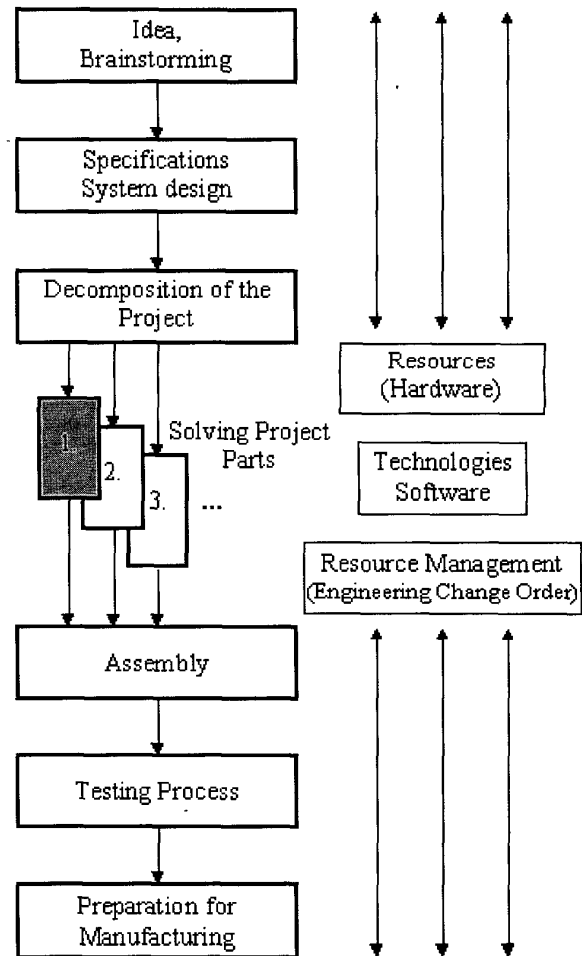 Idea,
Brainstorming
Specifications
System design
Decomposition of the
Project
Resources
(Hardware)
1.
2.
3.
...
Solving Project
Parts
Technologies
Software
Resource Management
(Engineering Change Order)
Assembly
Testing Process
Preparation for
Manufacturing